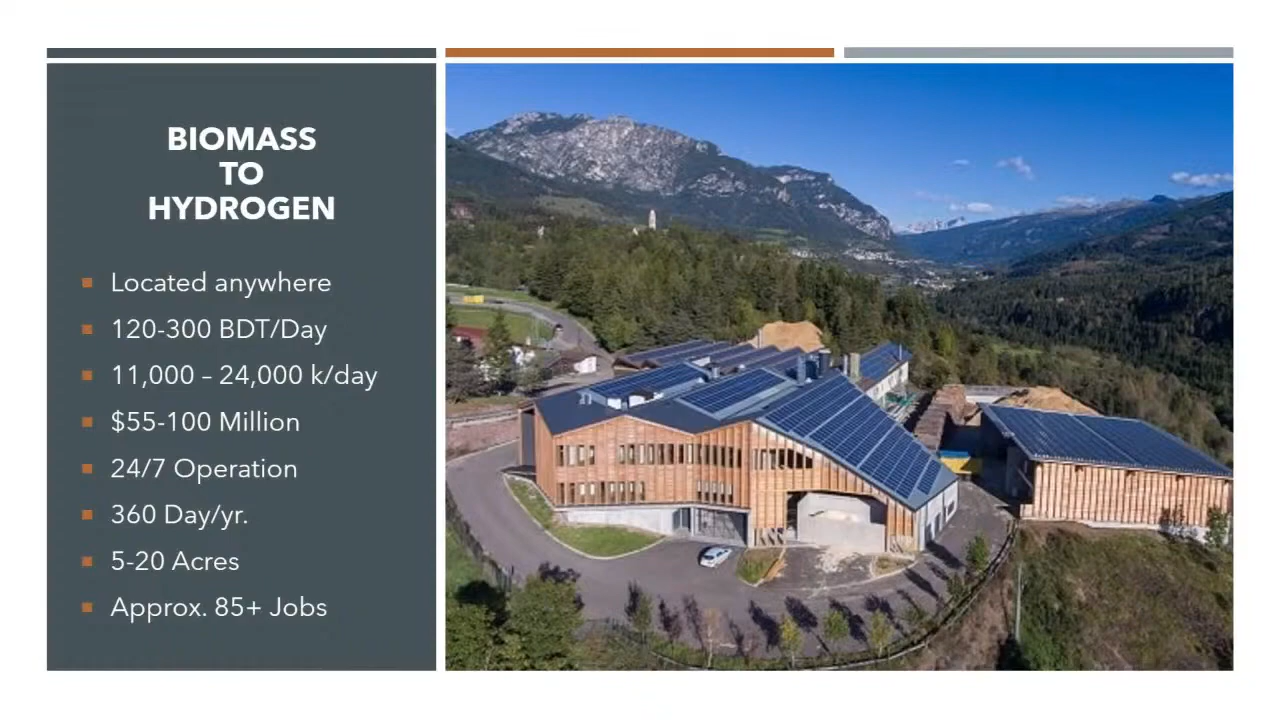 BIOMASS
TO
HYDROGEN
Located anywhere
120-300 BDT/Day
11,000 – 24,000 k/day
$55-100 Million
24/7 Operation
360 Day/yr.
5-20 Acres
Approx. 85+ Jobs